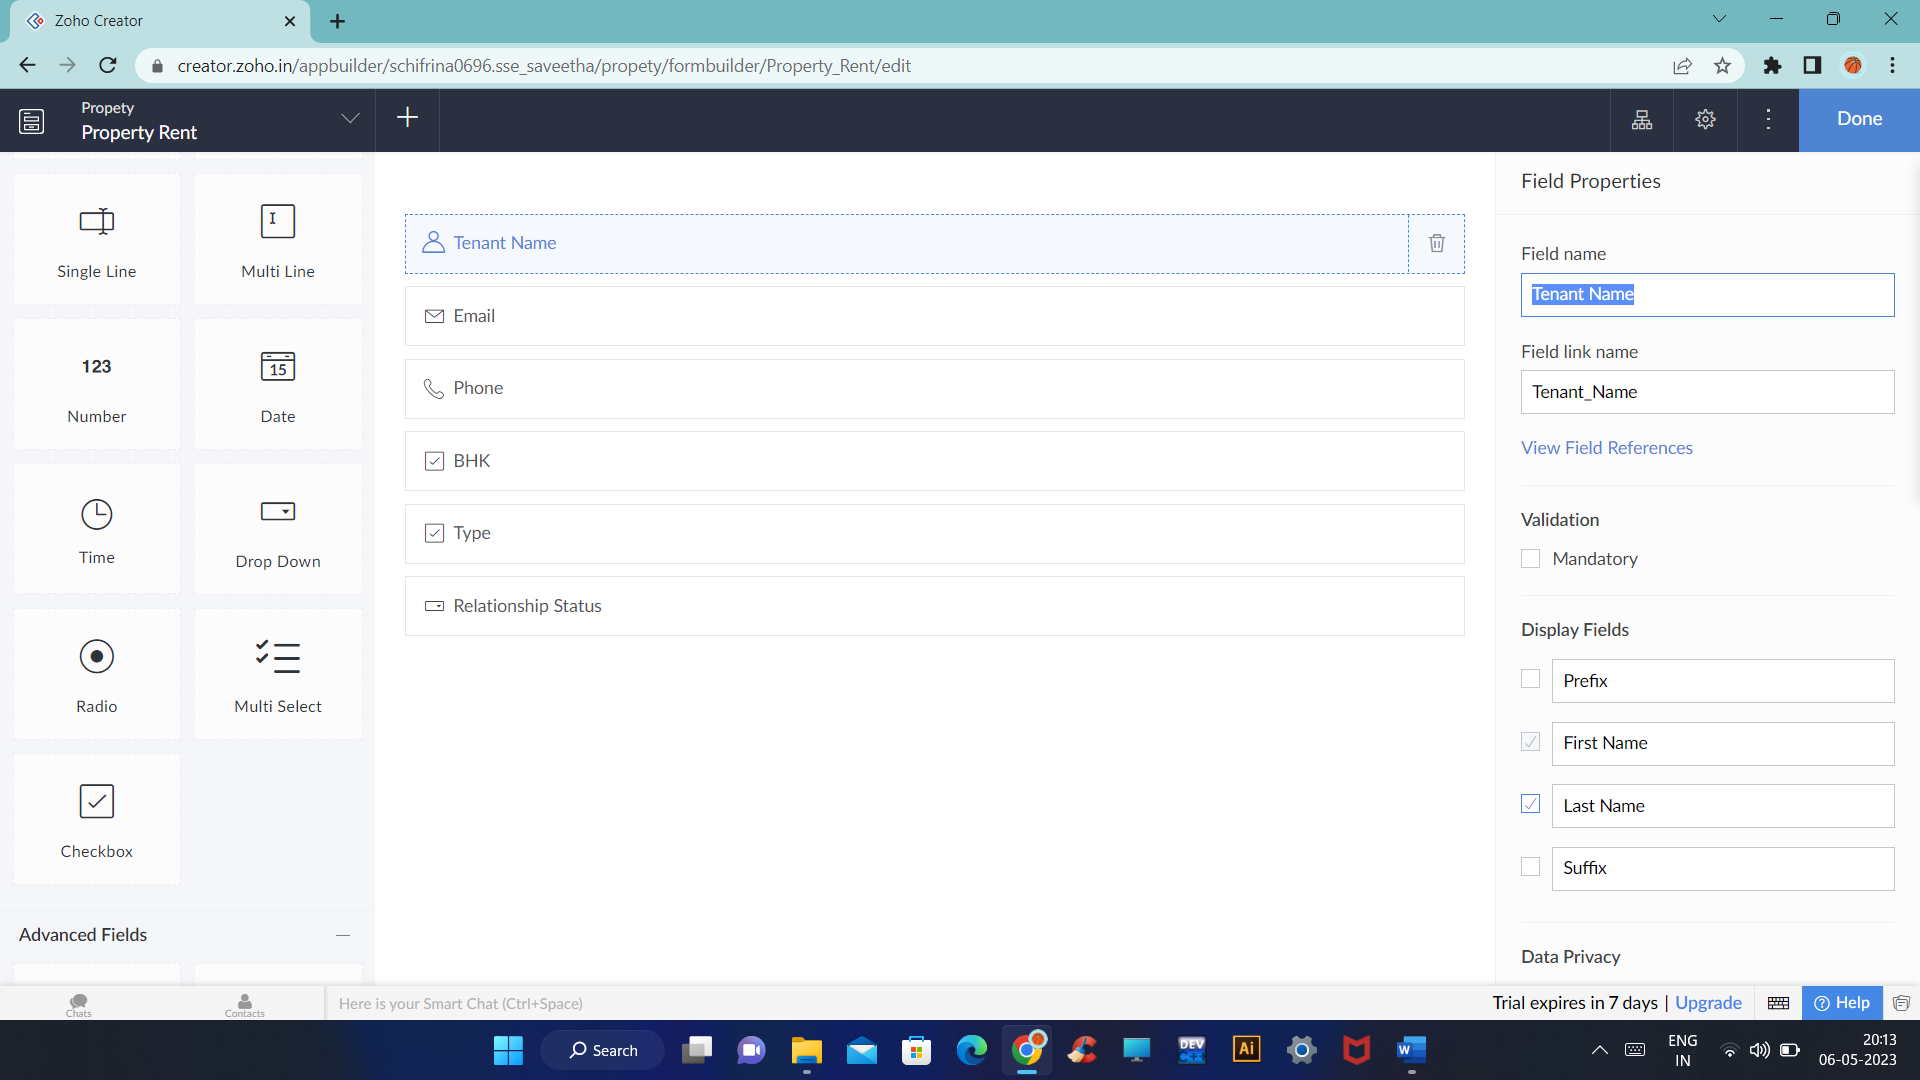 Zoho Creator
creator.zoho.in/appbuilder/schifrina0696.sse_saveetha/propety/formbuilder/Property_Rent/edit
Propety
Property Rent
Done
Single Line
Multi Line
123
Number
15
Date
Time
Drop Down
Radio
Multi Select
Checkbox
Advanced Fields
Tenant Name
Email
Phone
BHK
Type
Relationship Status
Field Properties
Field name
Tenant Name
Field link name
Tenant_Name
View Field References
Validation
Mandatory
Display Fields
Prefix
First Name
Last Name
Suffix
Data Privacy
Chats
Contacts
Here is your Smart Chat (Ctrl+Space)
Trial expires in 7 days | Upgrade
Help
Search
DEV
C++
Ai
W
ENG
IN
20:13
06-05-2023